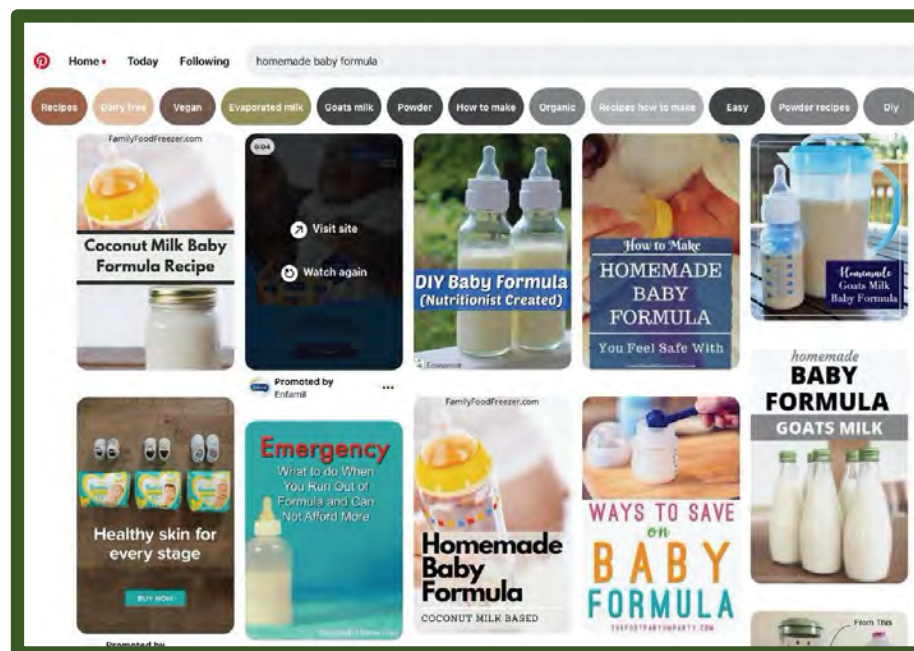 Home
Today
Following
homemade baby formula
Recipes
Dairy free
Vegan
Evaporated milk
Goats milk
Powder
How to make
Organic
Recipes how to make
Easy
Powder recipes
Diy
FamilyFoodFreezer.com
Coconut Milk Baby
Formula Recipe
0:04
Visit site
Watch again
Promoted by
Enfamil
DIY Baby Formula
(Nutritionist Created)
How to Make
HOMEMADE
BABY
FORMULA
You Feel Safe With
Homemade
Goats Milk
Baby Formula
Healthy skin for
every stage
BUY NOW
Promoted by
Emergency
What to do When
You Run Out of
Formula and Can
Not Afford More
FamilyFoodFreezer.com
Homemade
Baby
Formula
COCONUT MILK BASED
WAYS TO SAVE
on
BABY
FORMULA
THEPOSTPARTUMPARTY.COM
homemade
BABY
FORMULA
GOATS MILK
From This